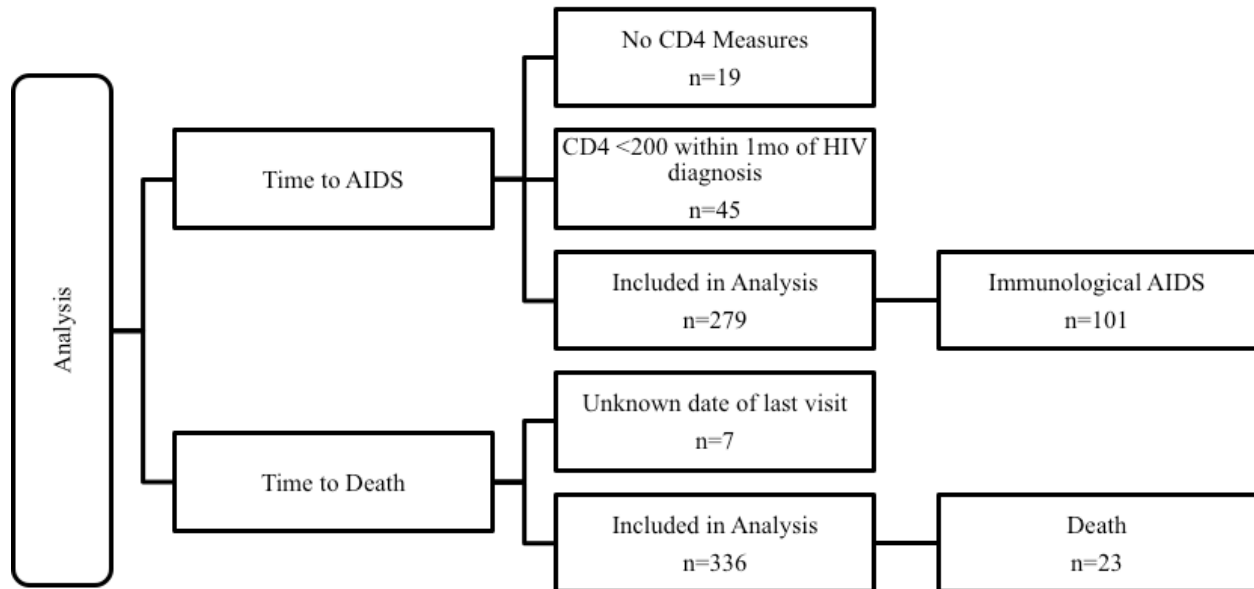 Analysis
Time to AIDS
No CD4 Measures
n=19
CD4 <200 within 1mo of HIV
diagnosis
n=45
Included in Analysis
n=279
Immunological AIDS
n=101
Time to Death
Unknown date of last visit
n=7
Included in Analysis
n=336
Death
n=23